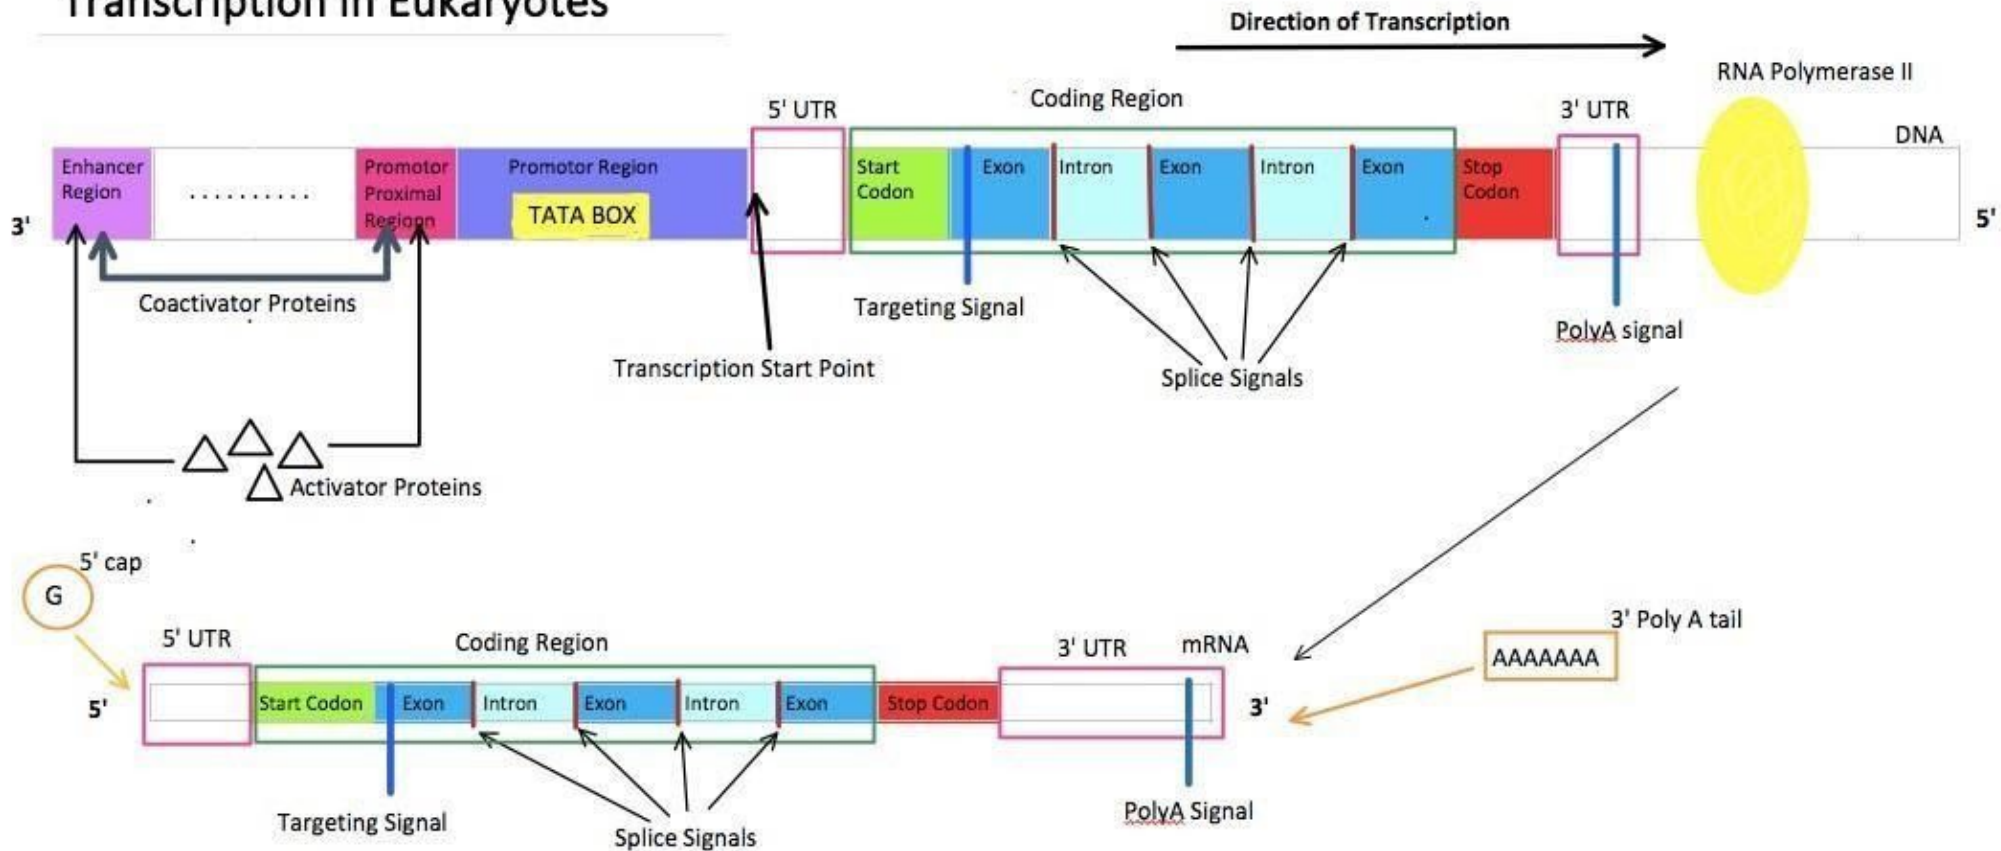 Transcription in Eukaryotes
Direction of Transcription
RNA Polymerase II
5' UTR
Coding Region
3' UTR
DNA
Enhancer
Region
..........
Promotor
Proximal
Regionn
Promotor Region
TATA BOX
Start
Codon
Exon
Intron
Exon
Intron
Exon
Stop
Codon
3'
5'
Coactivator Proteins
Targeting Signal
PolyA signal
Transcription Start Point
Splice Signals
Activator Proteins
5' cap
G
5' UTR
Coding Region
3' UTR
mRNA
3' Poly A tail
AAAAAAA
5'
Start Codon
Exon
Intron
Exon
Intron
Exon
Stop Codon
3'
Targeting Signal
Splice Signals
PolyA Signal